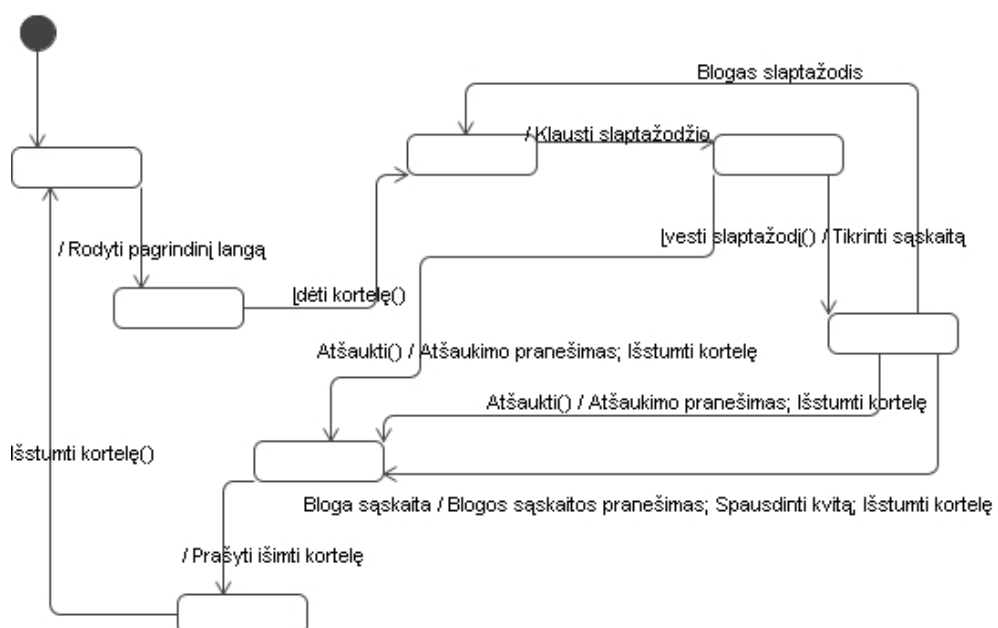 Blogas slaptažodis
/ Klausti slaptažodžio
Įvesti slaptažodį() / Tikrinti sąskaitą
/ Rodyti pagrindinį langą
Įdėti kortelę()
Atšaukti() / Atšaukimo pranešimas; Išstumti kortelę
Atšaukti() / Atšaukimo pranešimas; Išstumti kortelę
Išstumti kortelę()
Bloga sąskaita / Blogos sąskaitos pranešimas; Spausdinti kvitą; Išstumti kortelę
/ Prašyti išimti kortelę